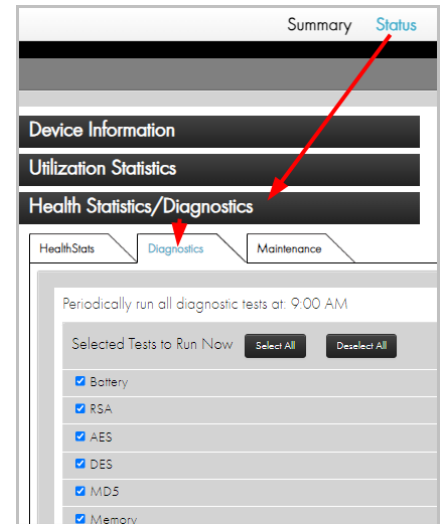 Summary Status
Device Information
Utilization Statistics
Health Statistics/Diagnostics
HealthStats Diagnostics Maintenance
Periodically run all diagnostic tests at: 9:00 AM
Selected Tests to Run Now Select All Deselect All
Battery
RSA
AES
DES
MD5
Memory